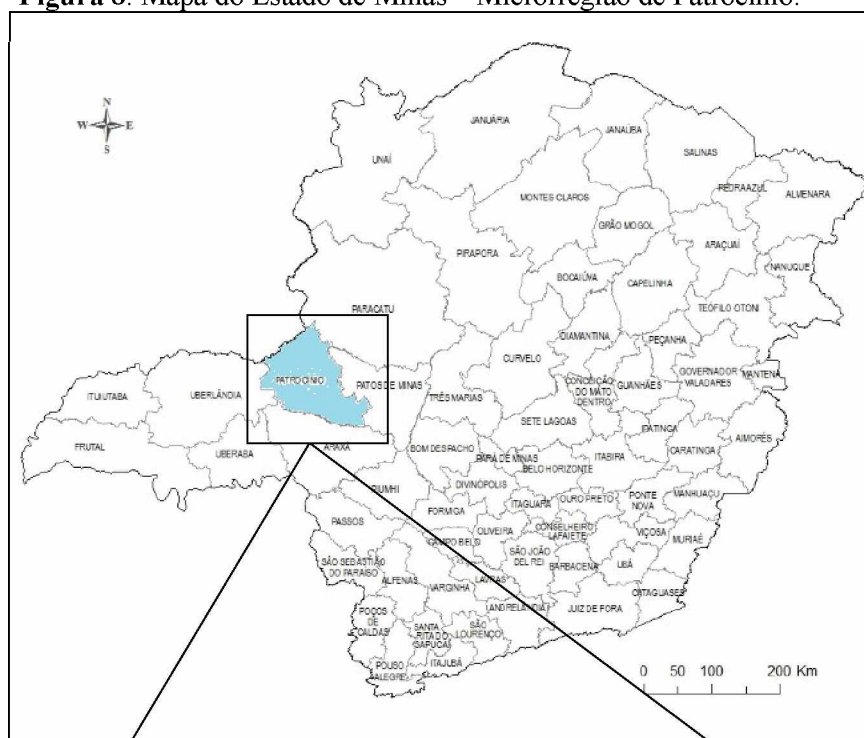 Figura 8: Mapa do Estado de Minas – Microrregião de Patrocínio.
N
W E
S
JANUÁRIA
JANAÚBA
SALINAS
UNAÍ
PEDRA AZUL
ALMENARA
MONTES CLAROS
GRÃO MOGOL
ARAÇUAÍ
PIRAPORA
NANUQUE
BOCAIÚVA
CAPELINHA
TEÓFILO OTONI
PARACATU
DIAMANTINA
PEÇANHA
CURVELO
PATROCÍNIO
PATOS DE MINAS
TRÊS MARIAS
CONCEIÇÃO
DO MATO
DENTRO
GUANHÃES
GOVERNADOR
VALADARES
MANTENA
ITUIUTABA
UBERLÂNDIA
SETE LAGOAS
IPATINGA
AIMORÉS
FRUTAL
UBERABA
ARAXÁ
BOM DESPACHO
PARÁ DE MINAS
BELO HORIZONTE
ITABIRA
CARATINGA
PIUMHI
DIVINÓPOLIS
ITAGUARA
OURO PRETO
PONTE
NOVA
MANHUAÇU
PASSOS
FORMIGA
OLIVEIRA
CONSELHEIRO
LAFAIETE
VIÇOSA
MURIAÉ
CAMPO BELO
SÃO SEBASTIÃO
DO PARAÍSO
ALFENAS
VARGINHA
LAVRAS
SÃO JOÃO
DEL REI
BARBACENA
UBÁ
CATAGUASES
POÇOS
DE
CALDAS
SANTA
RITA DO
SAPUCAÍ
SÃO
LOURENÇO
ANDRELÂNDIA
JUIZ DE FORA
POUSO
ALEGRE
ITAJUBÁ
0 50 100 200 Km